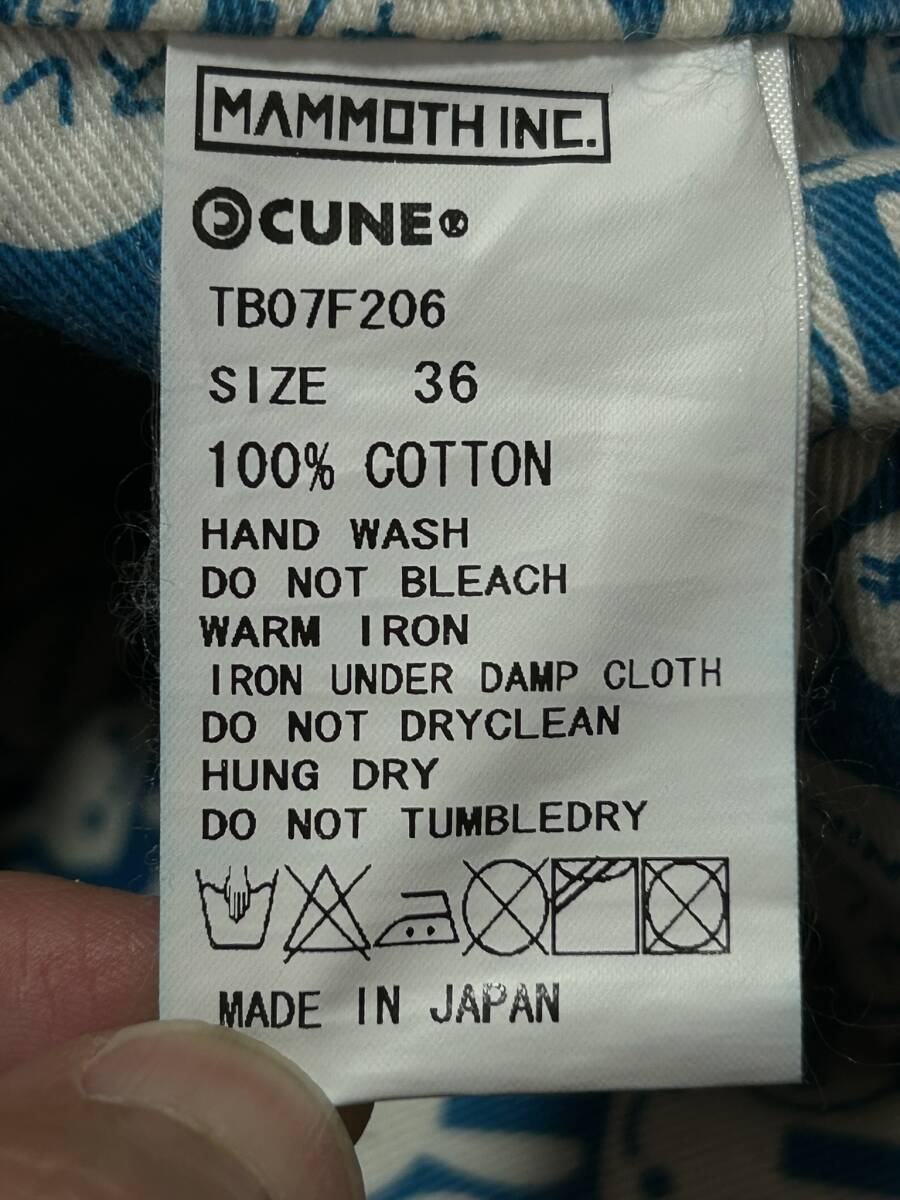 MAMMOTH INC.
CUNE®
TB07F206
SIZE 36
100% COTTON
HAND WASH
DO NOT BLEACH
WARM IRON
IRON UNDER DAMP CLOTH
DO NOT DRYCLEAN
HUNG DRY
DO NOT TUMBLEDRY
MADE IN JAPAN